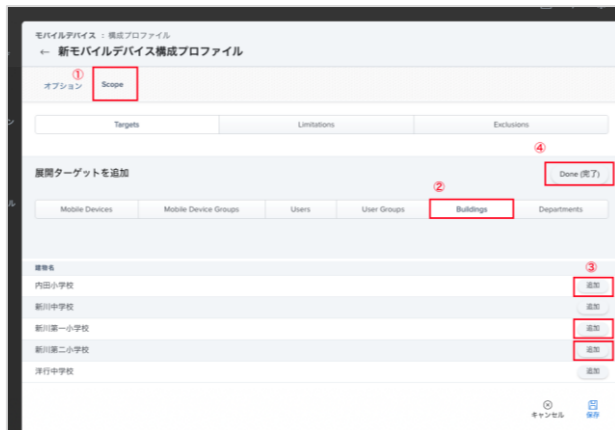 モバイルデバイス : 構成プロファイル
← 新モバイルデバイス構成プロファイル
①
オプション Scope
Targets Limitations Exclusions
④
展開ターゲットを追加 Done (完了)
②
Mobile Devices Mobile Device Groups Users User Groups Buildings Departments
建物名 ③
内田小学校 追加
新川中学校 追加
新川第一小学校 追加
新川第二小学校 追加
洋行中学校 追加
キャンセル 保存